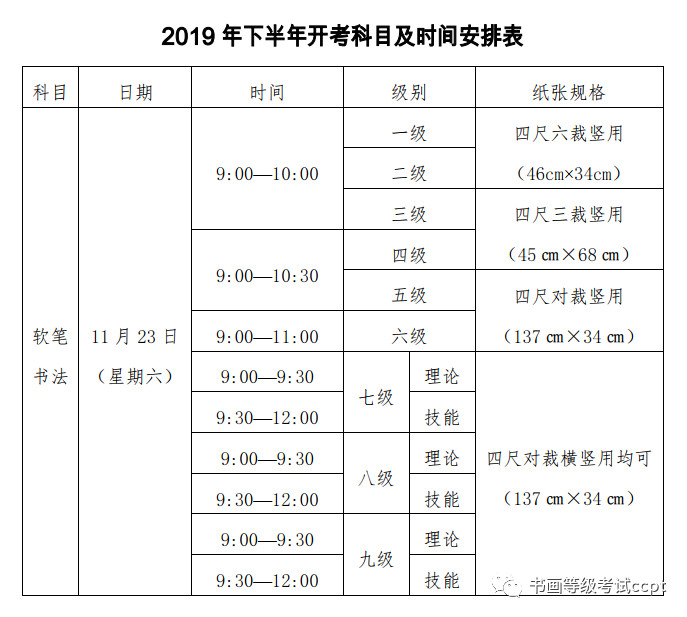 2019 年下半年开考科目及时间安排表
科目 日期 时间 级别 纸张规格
一级 四尺六裁竖用
9:00—10:00 二级 （46cm×34cm）
三级 四尺三裁竖用
四级 （45 ㎝×68 ㎝）
9:00—10:30
五级 四尺对裁竖用
软笔 11 月 23 日 9:00—11:00 六级 （137 ㎝×34 ㎝）
书法 （星期六） 9:00—9:30 理论
七级
9:30—12:00 技能
9:00—9:30 理论 四尺对裁横竖用均可
八级
9:30—12:00 技能 （137 ㎝×34 ㎝）
9:00—9:30 理论
九级
9:30—12:00 技能
书画等级考试ccpt